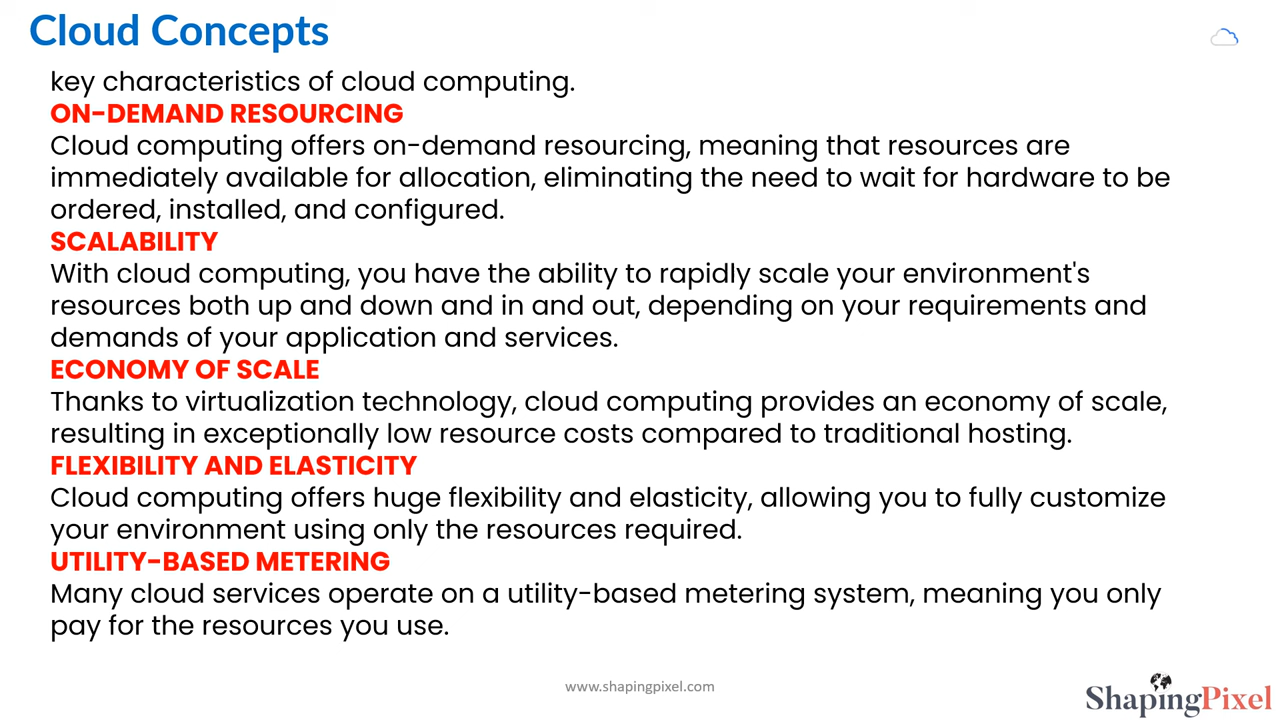 Cloud Concepts
key characteristics of cloud computing.
ON-DEMAND RESOURCING
Cloud computing offers on-demand resourcing, meaning that resources are
immediately available for allocation, eliminating the need to wait for hardware to be
ordered, installed, and configured.
SCALABILITY
With cloud computing, you have the ability to rapidly scale your environment's
resources both up and down and in and out, depending on your requirements and
demands of your application and services.
ECONOMY OF SCALE
Thanks to virtualization technology, cloud computing provides an economy of scale,
resulting in exceptionally low resource costs compared to traditional hosting.
FLEXIBILITY AND ELASTICITY
Cloud computing offers huge flexibility and elasticity, allowing you to fully customize
your environment using only the resources required.
UTILITY-BASED METERING
Many cloud services operate on a utility-based metering system, meaning you only
pay for the resources you use.
www.shapingpixel.com
ShapingPixel